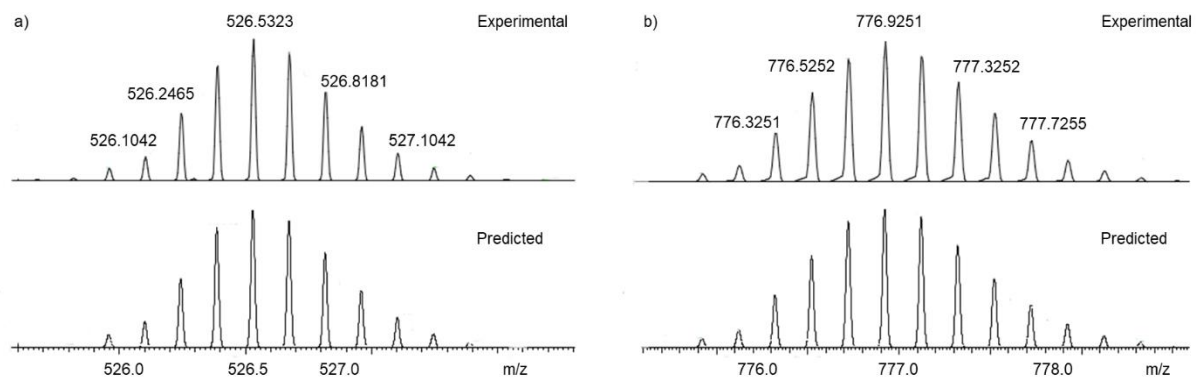 a)
Experimental
526.5323
526.2465
526.8181
526.1042
527.1042
Predicted
526.0
526.5
527.0
m/z
b)
Experimental
776.9251
776.5252
777.3252
776.3251
777.7255
Predicted
776.0
777.0
778.0
m/z